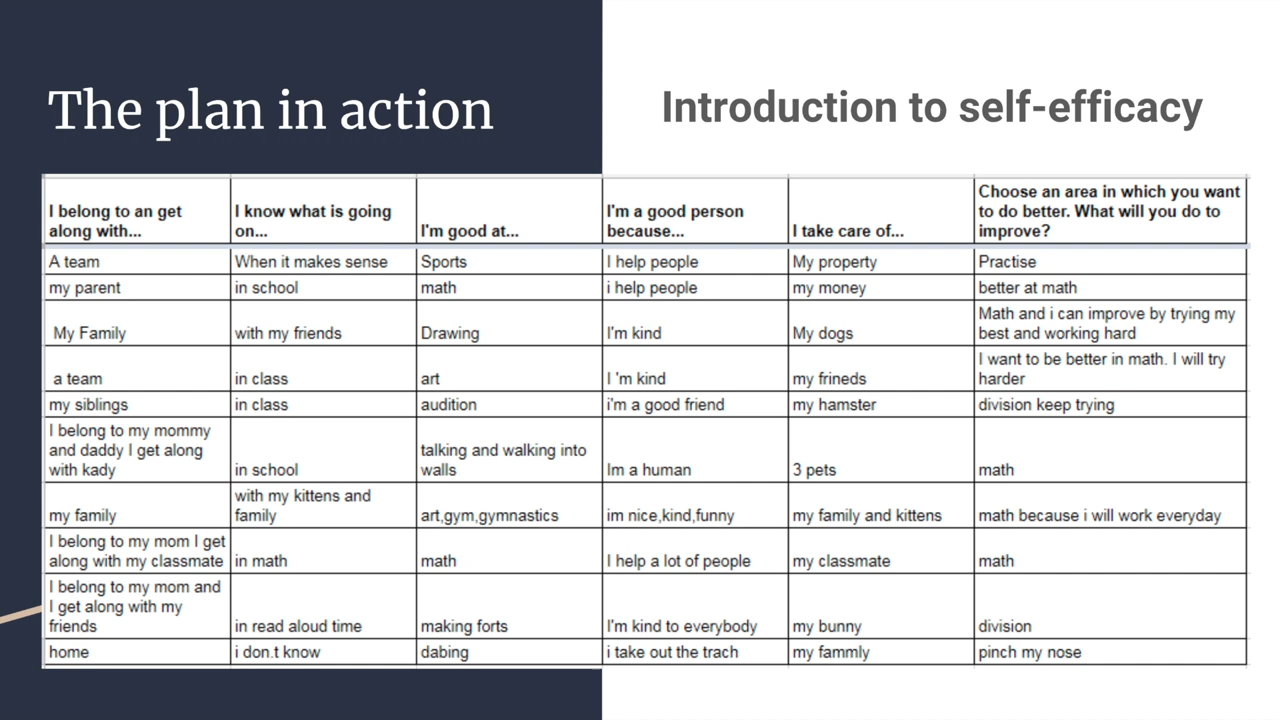 The plan in action
Introduction to self-efficacy
I belong to an get along with... | I know what is going on... | I'm good at... | I'm a good person because... | I take care of... | Choose an area in which you want to do better. What will you do to improve?
A team | When it makes sense | Sports | I help people | My property | Practise
my parent | in school | math | i help people | my money | better at math
My Family | with my friends | Drawing | I'm kind | My dogs | Math and i can improve by trying my best and working hard
a team | in class | art | I 'm kind | my frineds | I want to be better in math. I will try harder
my siblings | in class | audition | i'm a good friend | my hamster | division keep trying
I belong to my mommy and daddy I get along with kady | in school | talking and walking into walls | Im a human | 3 pets | math
my family | with my kittens and family | art,gym,gymnastics | im nice,kind,funny | my family and kittens | math because i will work everyday
I belong to my mom I get along with my classmate | in math | math | I help a lot of people | my classmate | math
I belong to my mom and I get along with my friends | in read aloud time | making forts | I'm kind to everybody | my bunny | division
home | i don.t know | dabing | i take out the trach | my fammly | pinch my nose